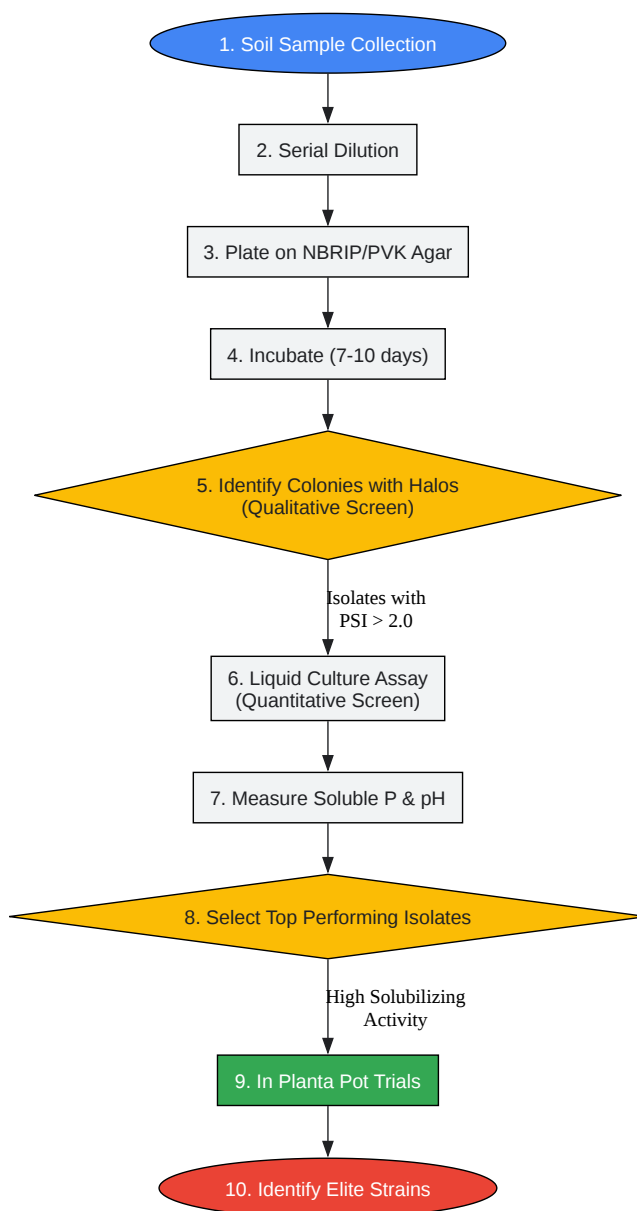 1. Soil Sample Collection
2. Serial Dilution
3. Plate on NBRIP/PVK Agar
4. Incubate (7-10 days)
5. Identify Colonies with Halos
(Qualitative Screen)
Isolates with
PSI > 2.0
6. Liquid Culture Assay
(Quantitative Screen)
7. Measure Soluble P & pH
8. Select Top Performing Isolates
High Solubilizing
Activity
9. In Planta Pot Trials
10. Identify Elite Strains